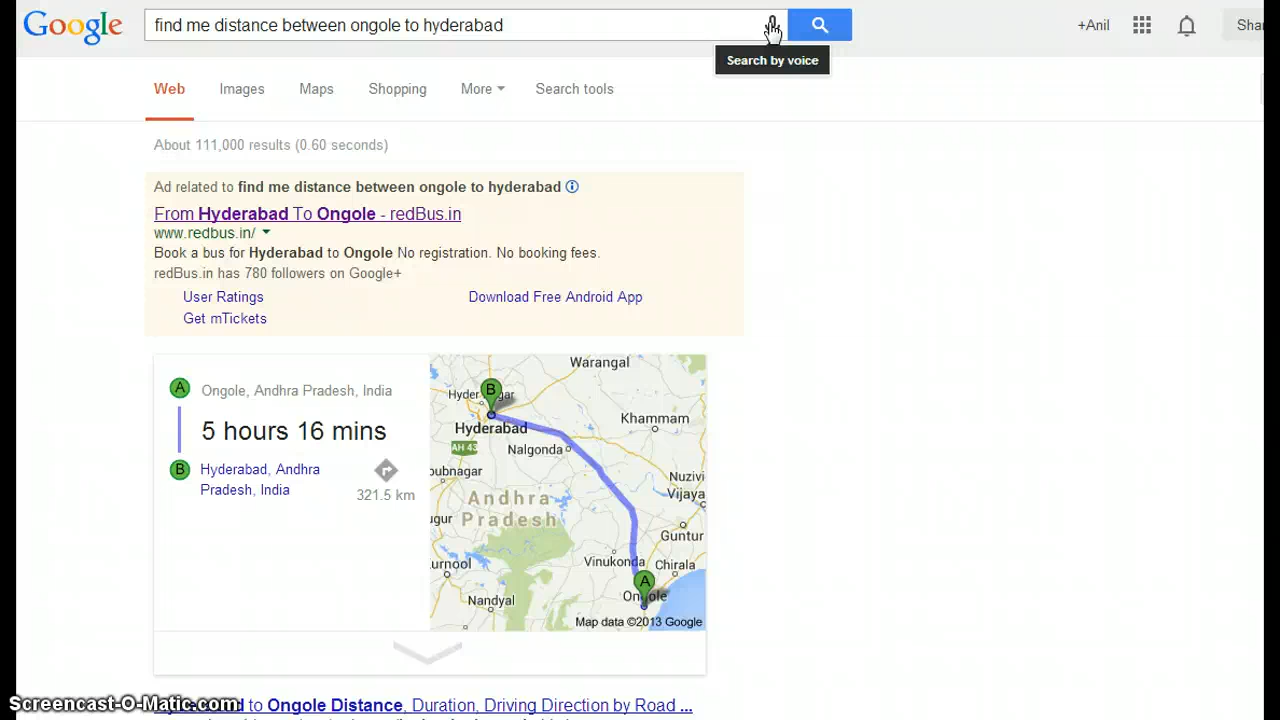 Google
find me distance between ongole to hyderabad
+Anil
Shar
Search by voice
Web Images Maps Shopping More Search tools
About 111,000 results (0.60 seconds)
Ad related to find me distance between ongole to hyderabad
From Hyderabad To Ongole - redBus.in
www.redbus.in/
Book a bus for Hyderabad to Ongole No registration. No booking fees.
redBus.in has 780 followers on Google+
User Ratings
Download Free Android App
Get mTickets
A Ongole, Andhra Pradesh, India
5 hours 16 mins
B Hyderabad, Andhra
Pradesh, India
321.5 km
Warangal
B
Khammam
Hyderabad
AH 43
Nalgonda
oubnagar
Nuzivi
Andhra
Vijaya
Pradesh
ugur
Guntur
Vinukonda
Chirala
urnool
A
Ongole
Nandyal
Map data ©2013 Google
to Ongole Distance, Duration, Driving Direction by Road ...
Screencast-O-Matic.com